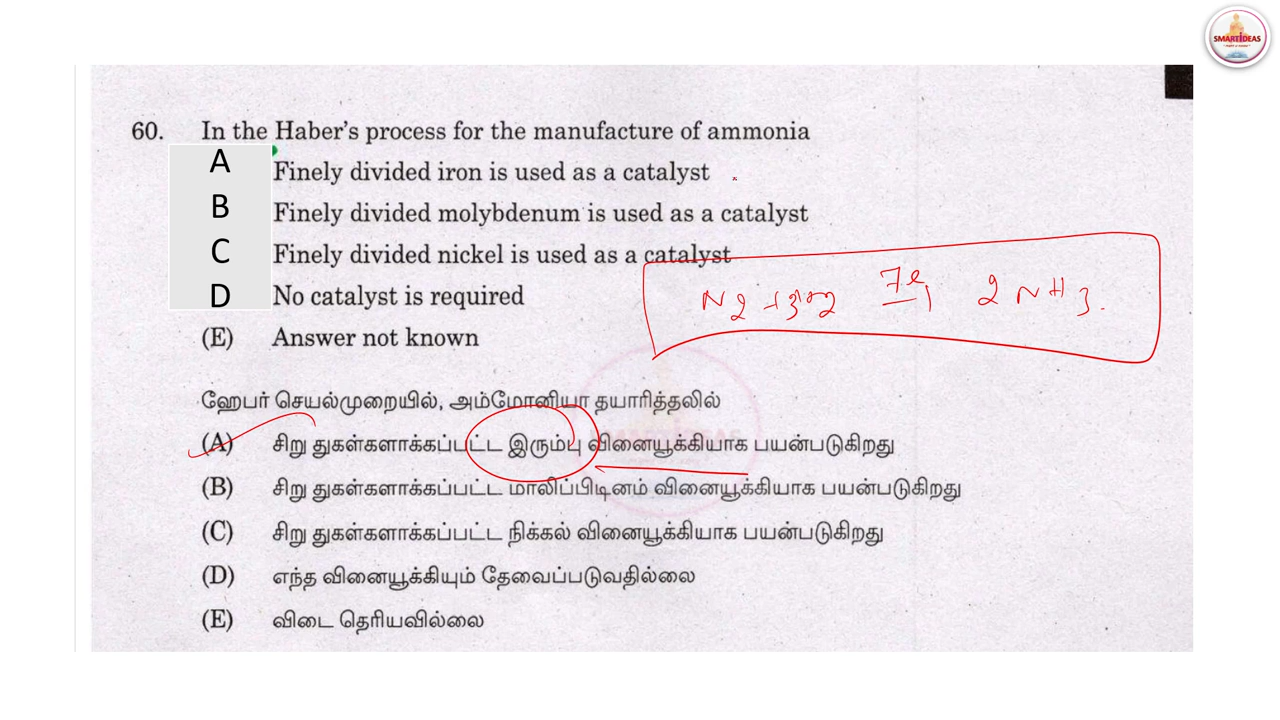 SMARTIDEAS
60. In the Haber's process for the manufacture of ammonia
A Finely divided iron is used as a catalyst
B Finely divided molybdenum is used as a catalyst
C Finely divided nickel is used as a catalyst
D No catalyst is required
N2 +3H2 Fe 2 NH3.
(E) Answer not known
ஹேபர் செயல்முறையில், அம்மோனியா தயாரித்தலில்
(A) சிறு துகள்களாக்கப்பட்ட இரும்பு வினையூக்கியாக பயன்படுகிறது
(B) சிறு துகள்களாக்கப்பட்ட மாலிப்பிடினம் வினையூக்கியாக பயன்படுகிறது
(C) சிறு துகள்களாக்கப்பட்ட நிக்கல் வினையூக்கியாக பயன்படுகிறது
(D) எந்த வினையூக்கியும் தேவைப்படுவதில்லை
(E) விடை தெரியவில்லை